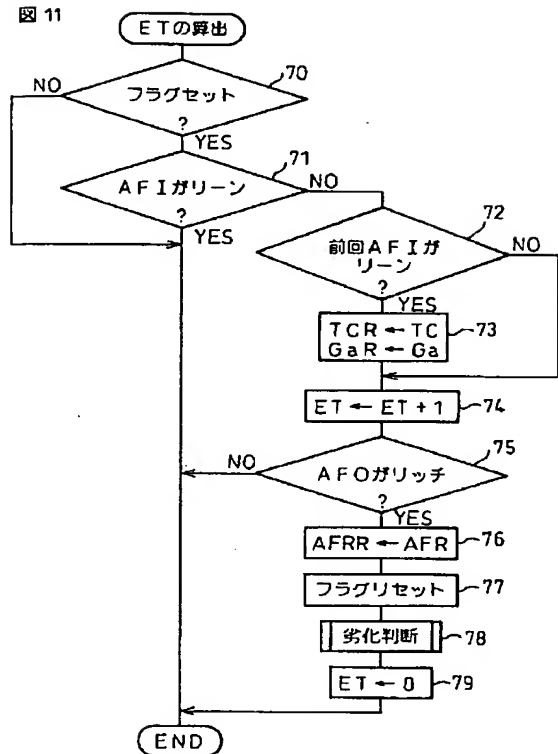 図 11
ETの算出
70
NO
フラグセット
?
YES
71
AFIがリーン
NO
?
YES
72
前回AFIが
リーン
NO
?
YES
TCR ← TC
GaR ← Ga
73
ET ← ET + 1
74
75
NO
AFOがリッチ
?
YES
AFRR ← AFR
76
フラグリセット
77
劣化判断
78
ET ← 0
79
END